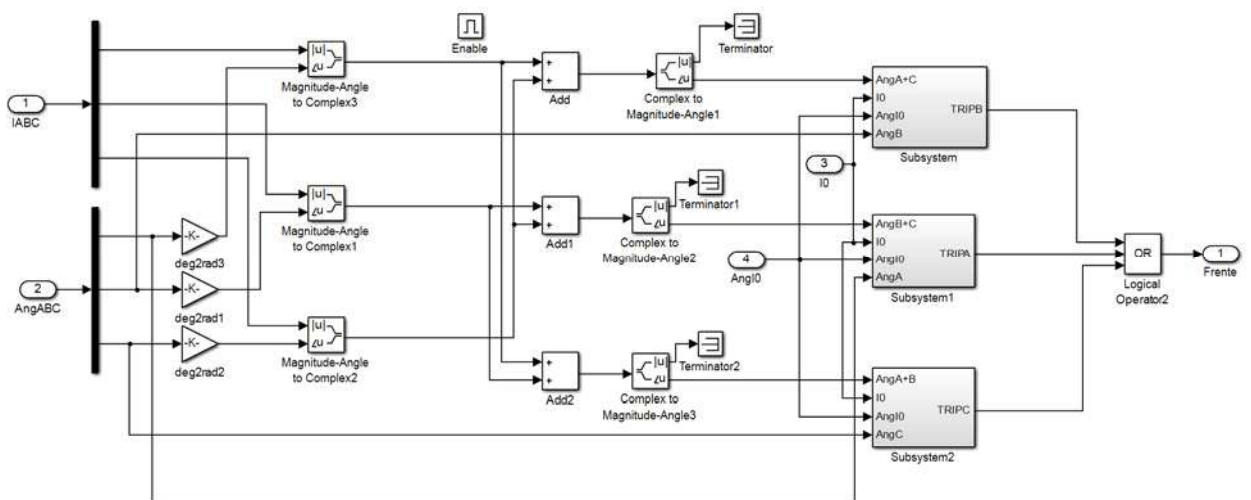 1
IABC
2
AngABC
-K-
deg2rad3
-K-
deg2rad1
-K-
deg2rad2
|u|
∠u
Magnitude-Angle
to Complex3
|u|
∠u
Magnitude-Angle
to Complex1
|u|
∠u
Magnitude-Angle
to Complex2
Enable
+
+
Add
+
+
Add1
+
+
Add2
|u|
∠u
Complex to
Magnitude-Angle1
Terminator
|u|
∠u
Complex to
Magnitude-Angle2
Terminator1
|u|
∠u
Complex to
Magnitude-Angle3
Terminator2
3
I0
4
AngI0
AngA+C
I0
AngI0
AngB
TRIPB
Subsystem
AngB+C
I0
AngI0
AngA
TRIPA
Subsystem1
AngA+B
I0
AngI0
AngC
TRIPC
Subsystem2
OR
Logical
Operator2
1
Frente